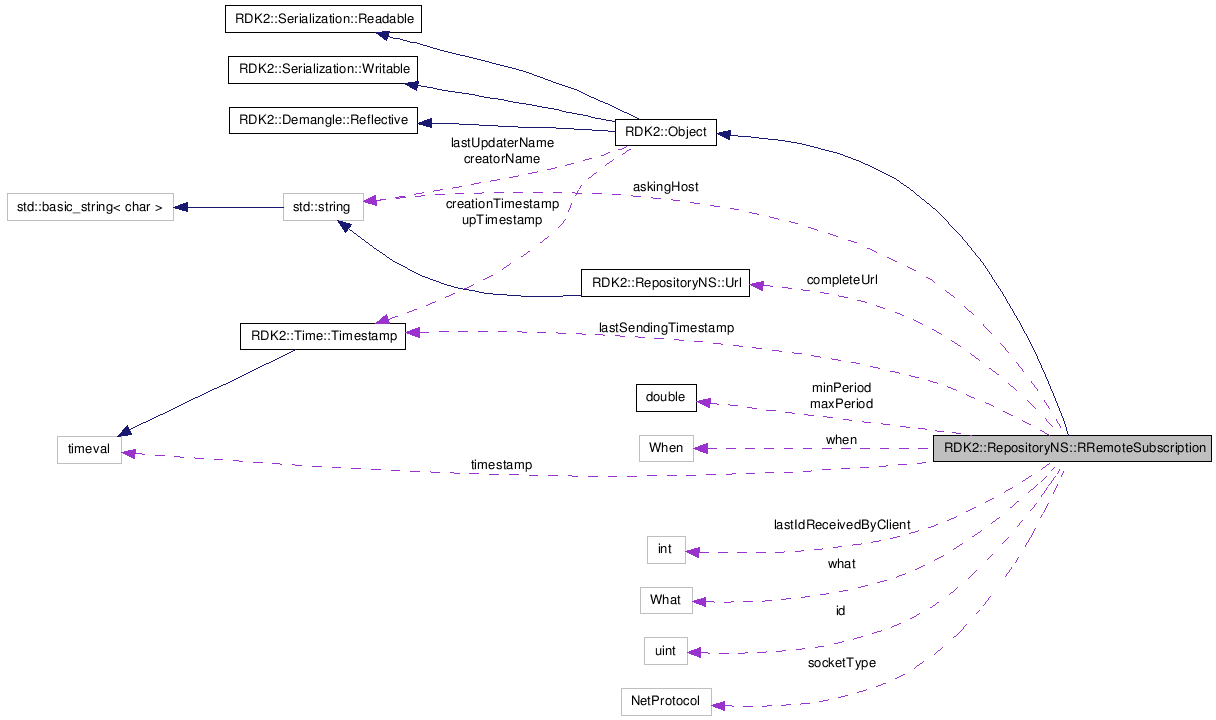 RDK2::Serialization::Readable
RDK2::Serialization::Writable
RDK2::Demangle::Reflective
RDK2::Object
lastUpdaterName
creatorName
askingHost
std::basic_string< char >
std::string
creationTimestamp
upTimestamp
RDK2::RepositoryNS::Url
completeUrl
RDK2::Time::Timestamp
lastSendingTimestamp
double
minPeriod
maxPeriod
timeval
When
when
RDK2::RepositoryNS::RRemoteSubscription
timestamp
lastIdReceivedByClient
int
what
What
id
uint
socketType
NetProtocol